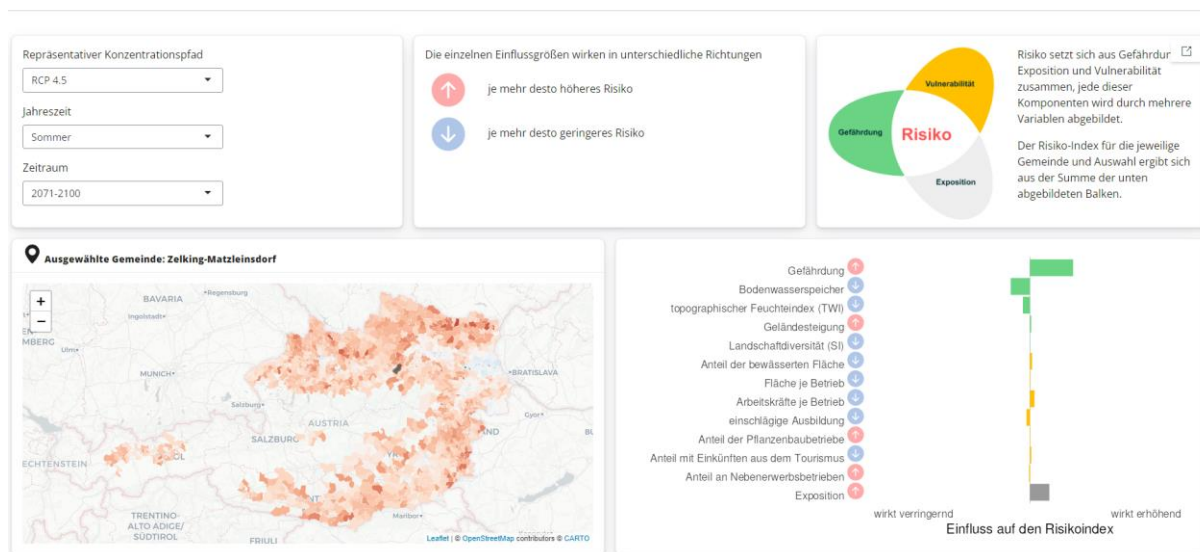 Repräsentativer Konzentrationspfad
RCP 4.5
Jahreszeit
Sommer
Zeitraum
2071-2100
Die einzelnen Einflussgrößen wirken in unterschiedliche Richtungen
je mehr desto höheres Risiko
je mehr desto geringeres Risiko
Vulnerabilität
Gefährdung
Risiko
Exposition
Risiko setzt sich aus
Exposition und Vulnerabilität
zusammen, jede dieser
Komponenten wird durch mehrere
Variablen abgebildet.
Der Risiko-Index für die jeweilige
Gemeinde und Auswahl ergibt sich
aus der Summe der unten
abgebildeten Balken.
Ausgewählte Gemeinde: Zelking-Matzleinsdorf
+
−
BAVARIA
Regensburg
Ingolstadt
MBERG
Ulm
MUNICH
BRATISLAVA
Salzburg
AUSTRIA
Gyor
SALZBURG
ECHTENSTEIN
Maribor
TRENTINO-
ALTO ADIGE/
SÜDTIROL
FRIULI
Leaflet | © OpenStreetMap contributors © CARTO
Gefährdung
Bodenwasserspeicher
topographischer Feuchteindex (TWI)
Geländesteigung
Landschaftdiversität (SI)
Anteil der bewässerten Fläche
Fläche je Betrieb
Arbeitskräfte je Betrieb
einschlägige Ausbildung
Anteil der Pflanzenbaubetriebe
Anteil mit Einkünften aus dem Tourismus
Anteil an Nebenerwerbsbetrieben
Exposition
wirkt verringernd
wirkt erhöhend
Einfluss auf den Risikoindex